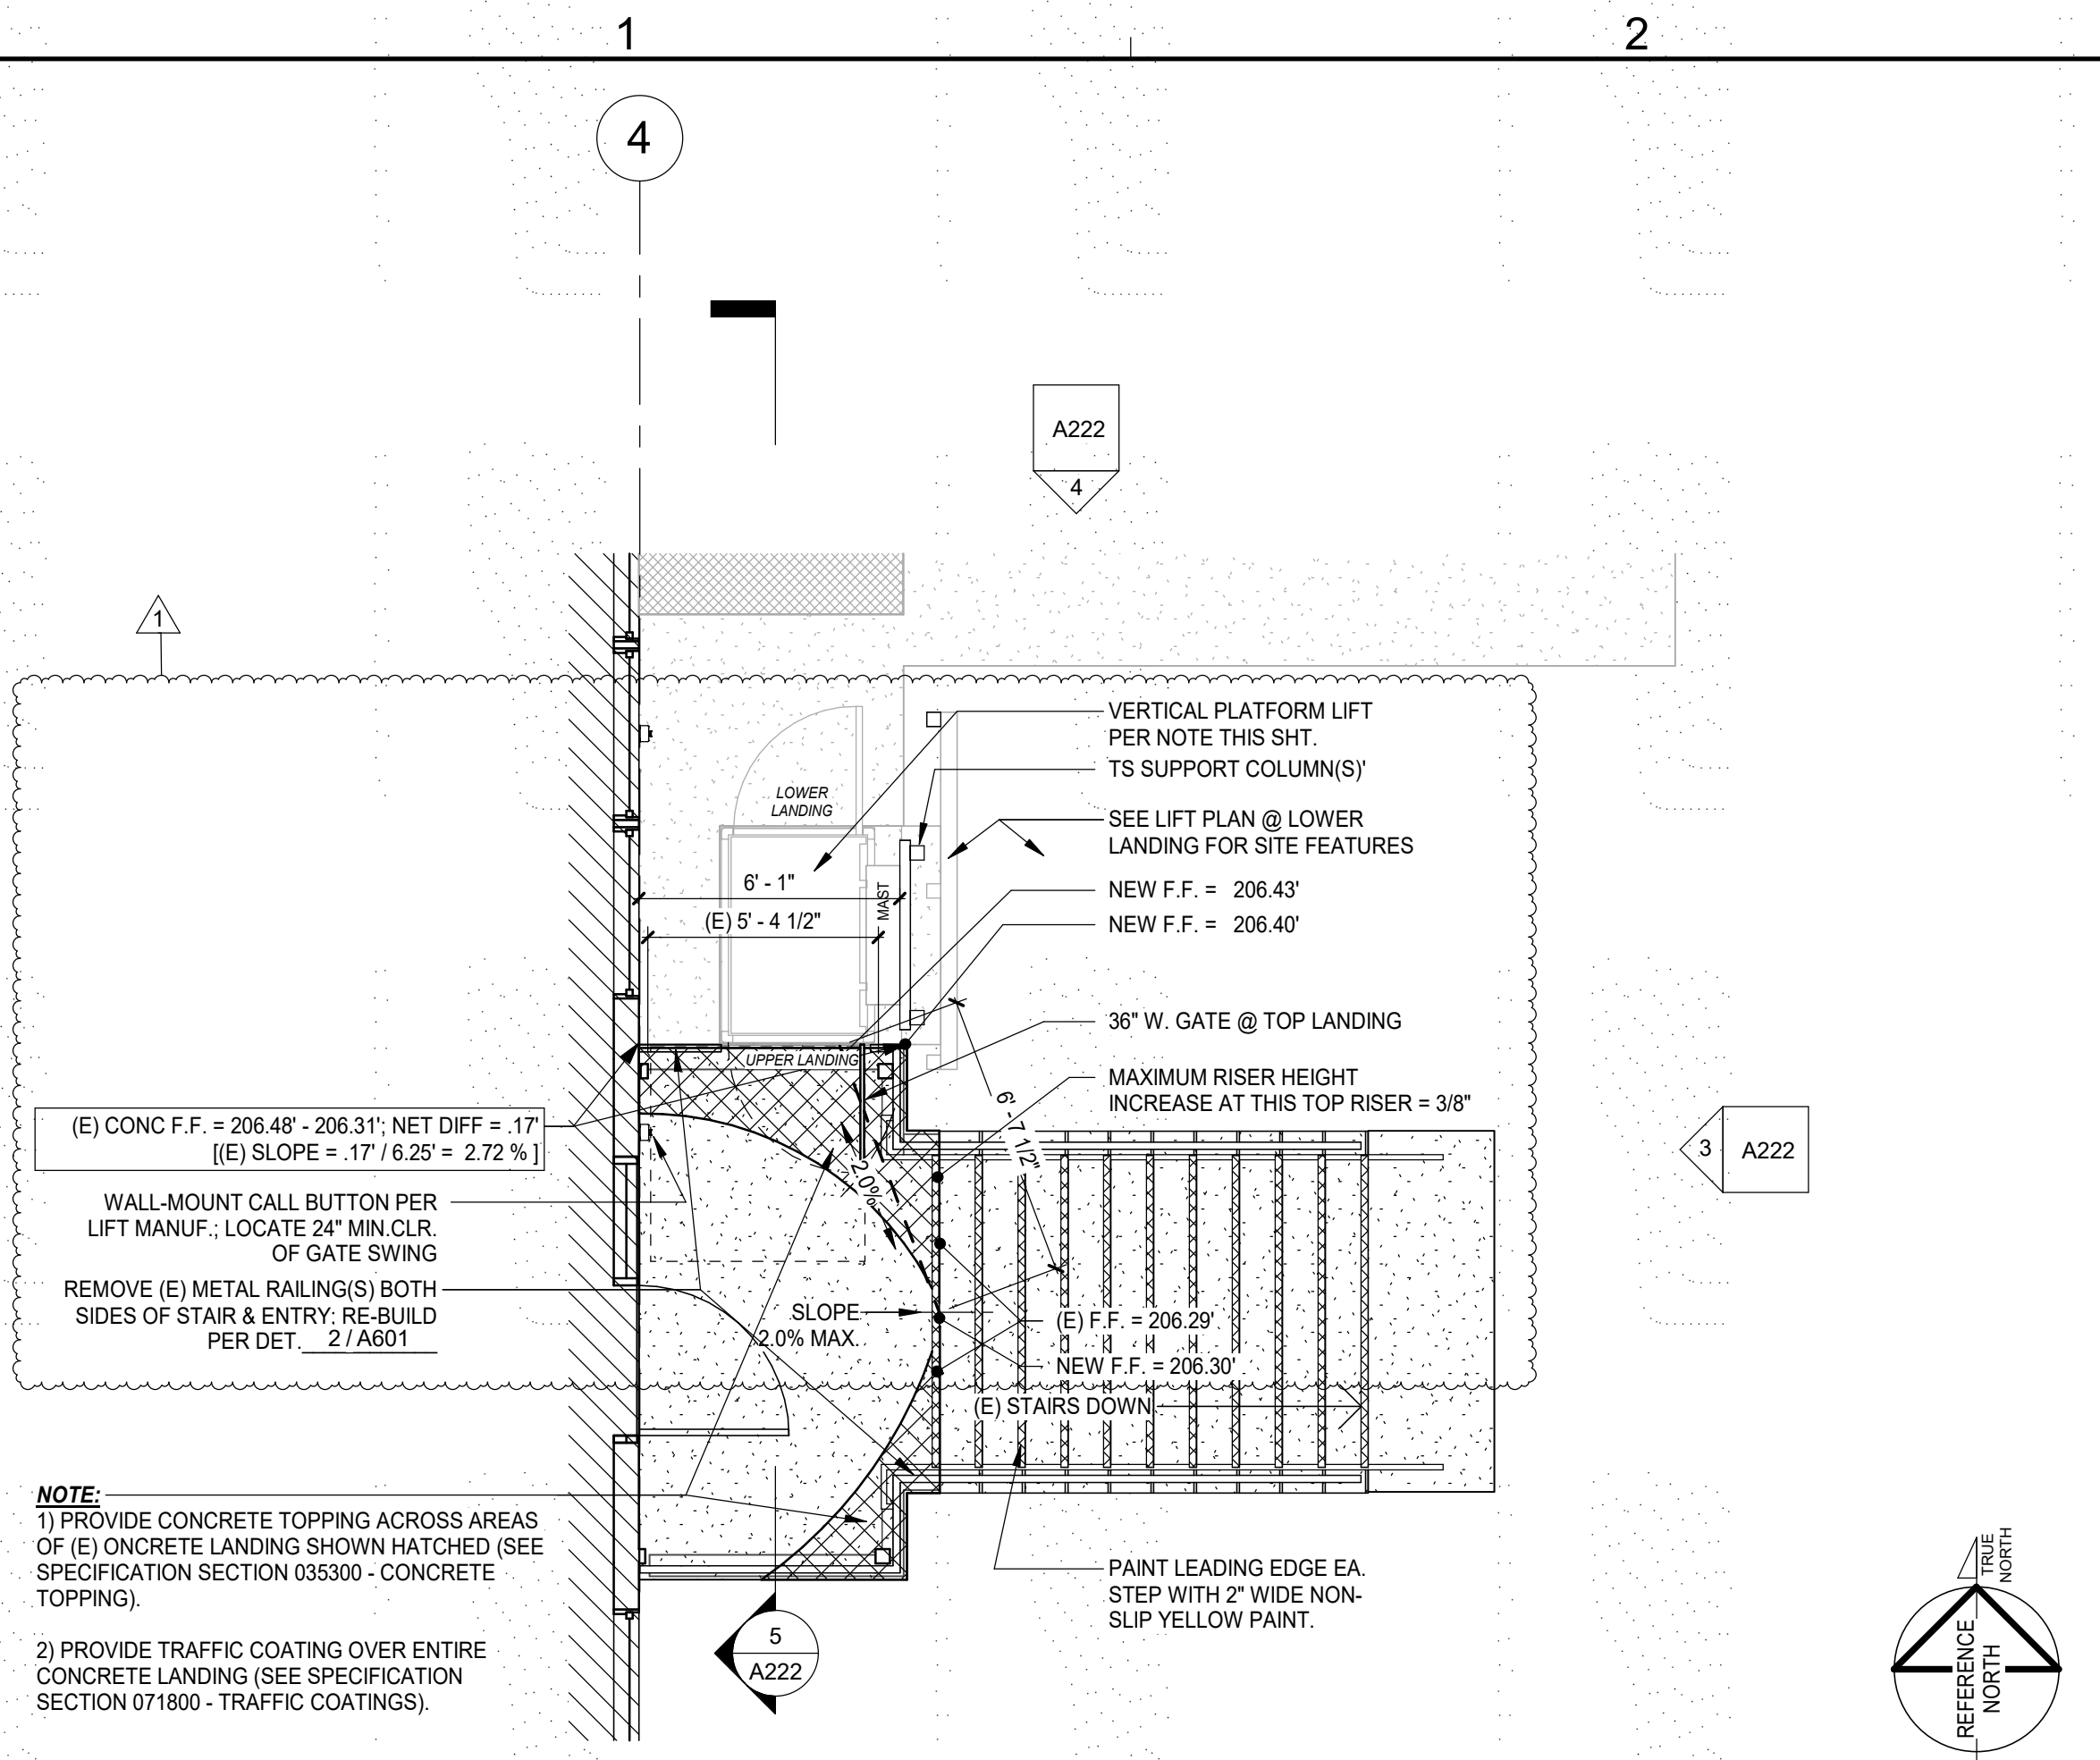 1
2
4
A222
4
1
VERTICAL PLATFORM LIFT
PER NOTE THIS SHT.
TS SUPPORT COLUMN(S)'
LOWER
LANDING
SEE LIFT PLAN @ LOWER
LANDING FOR SITE FEATURES
6' - 1"
MAST
NEW F.F. = 206.43'
(E) 5' - 4 1/2"
NEW F.F. = 206.40'
36" W. GATE @ TOP LANDING
UPPER LANDING
MAXIMUM RISER HEIGHT
INCREASE AT THIS TOP RISER = 3/8"
6' - 7 1/2"
(E) CONC F.F. = 206.48' - 206.31'; NET DIFF = .17'
[(E) SLOPE = .17' / 6.25' = 2.72 % ]
3
A222
2.0%
WALL-MOUNT CALL BUTTON PER
LIFT MANUF.; LOCATE 24" MIN.CLR.
OF GATE SWING
REMOVE (E) METAL RAILING(S) BOTH
SIDES OF STAIR & ENTRY; RE-BUILD
PER DET. 2 / A601
SLOPE
2.0% MAX.
(E) F.F. = 206.29'
NEW F.F. = 206.30'
(E) STAIRS DOWN
NOTE:
1) PROVIDE CONCRETE TOPPING ACROSS AREAS
OF (E) ONCRETE LANDING SHOWN HATCHED (SEE
SPECIFICATION SECTION 035300 - CONCRETE
TOPPING).
2) PROVIDE TRAFFIC COATING OVER ENTIRE
CONCRETE LANDING (SEE SPECIFICATION
SECTION 071800 - TRAFFIC COATINGS).
PAINT LEADING EDGE EA.
STEP WITH 2" WIDE NON-
SLIP YELLOW PAINT.
5
A222
TRUE
NORTH
REFERENCE
NORTH